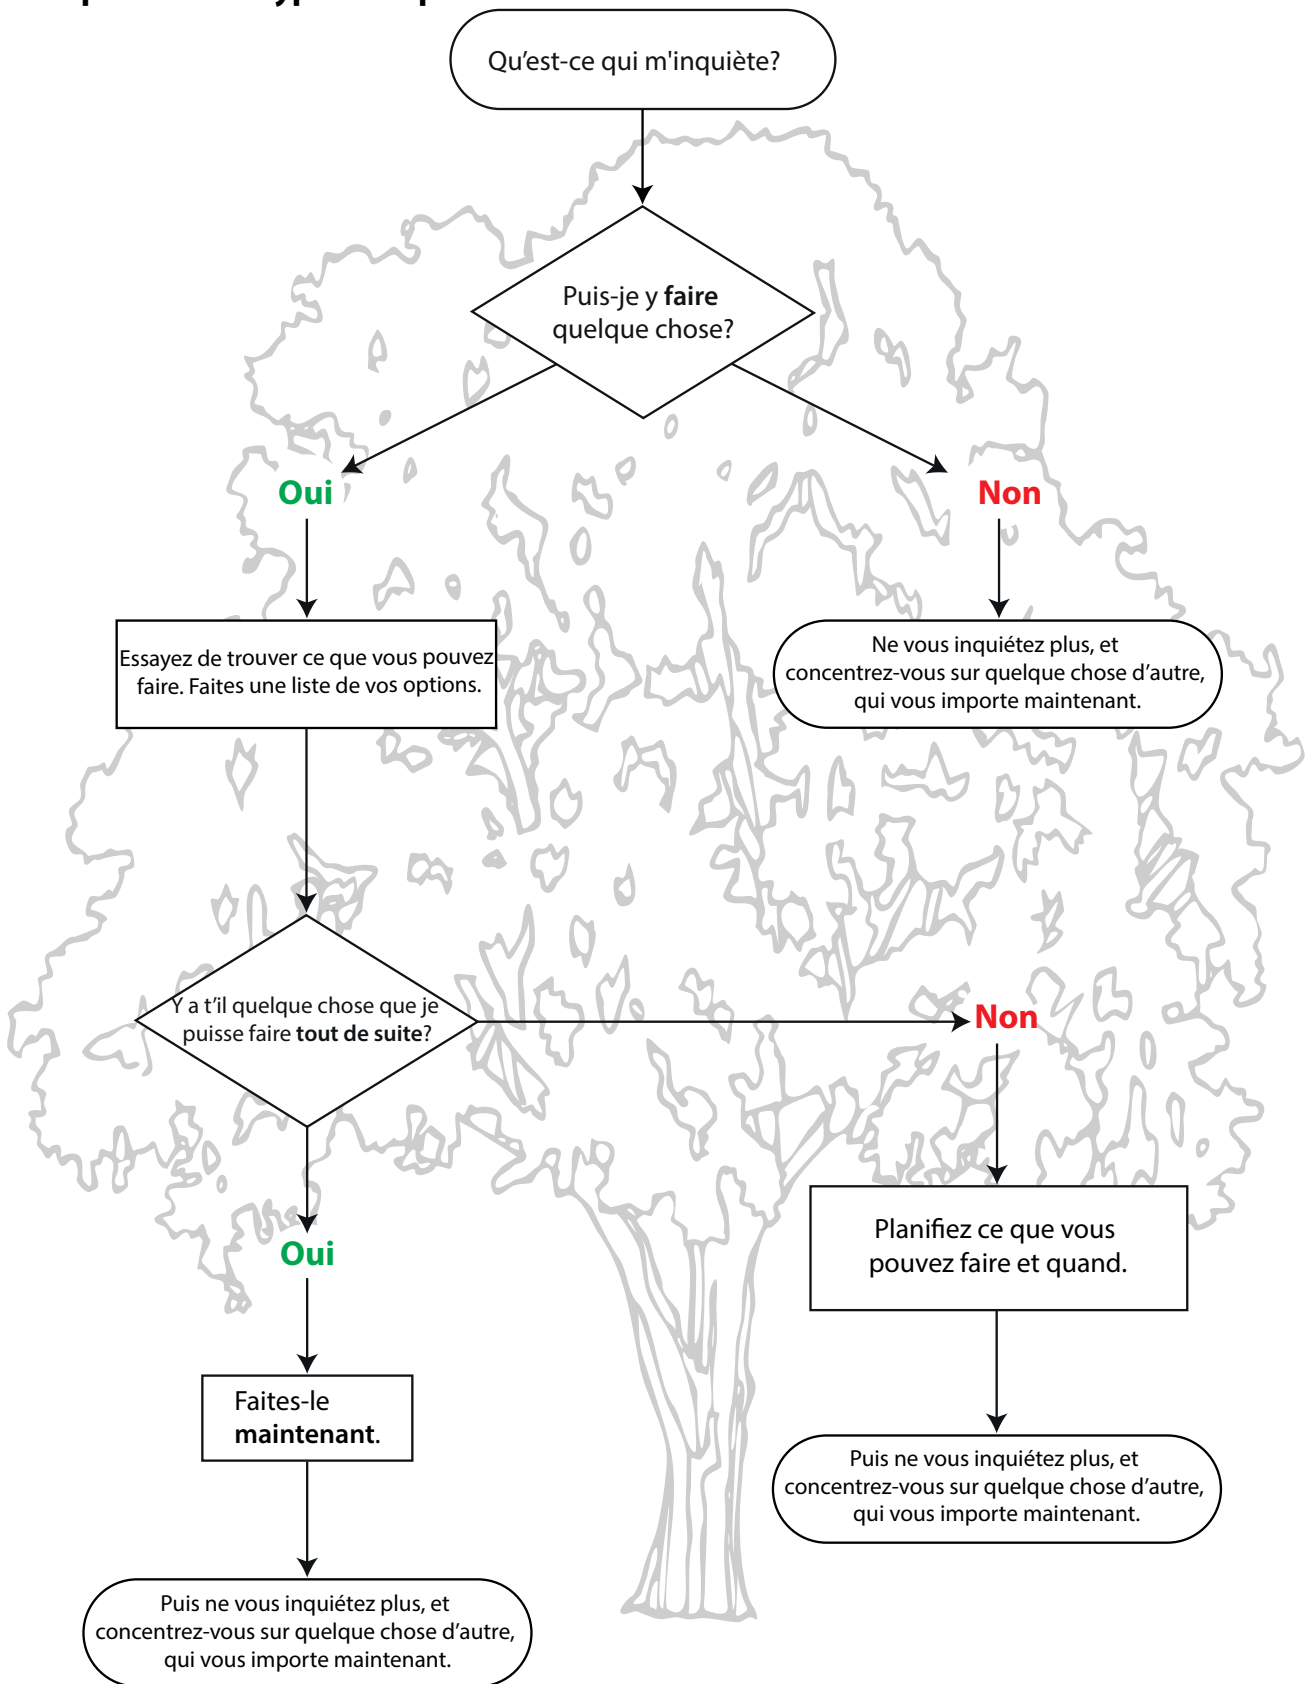 Qu'est-ce qui m'inquiète?
Puis-je y faire
quelque chose?
Oui
Non
Essayez de trouver ce que vous pouvez
faire. Faites une liste de vos options.
Ne vous inquiétez plus, et
concentrez-vous sur quelque chose d'autre,
qui vous importe maintenant.
Y a t'il quelque chose que je
puisse faire tout de suite?
Non
Oui
Planifiez ce que vous
pouvez faire et quand.
Faites-le
maintenant.
Puis ne vous inquiétez plus, et
concentrez-vous sur quelque chose d'autre,
qui vous importe maintenant.
Puis ne vous inquiétez plus, et
concentrez-vous sur quelque chose d'autre,
qui vous importe maintenant.